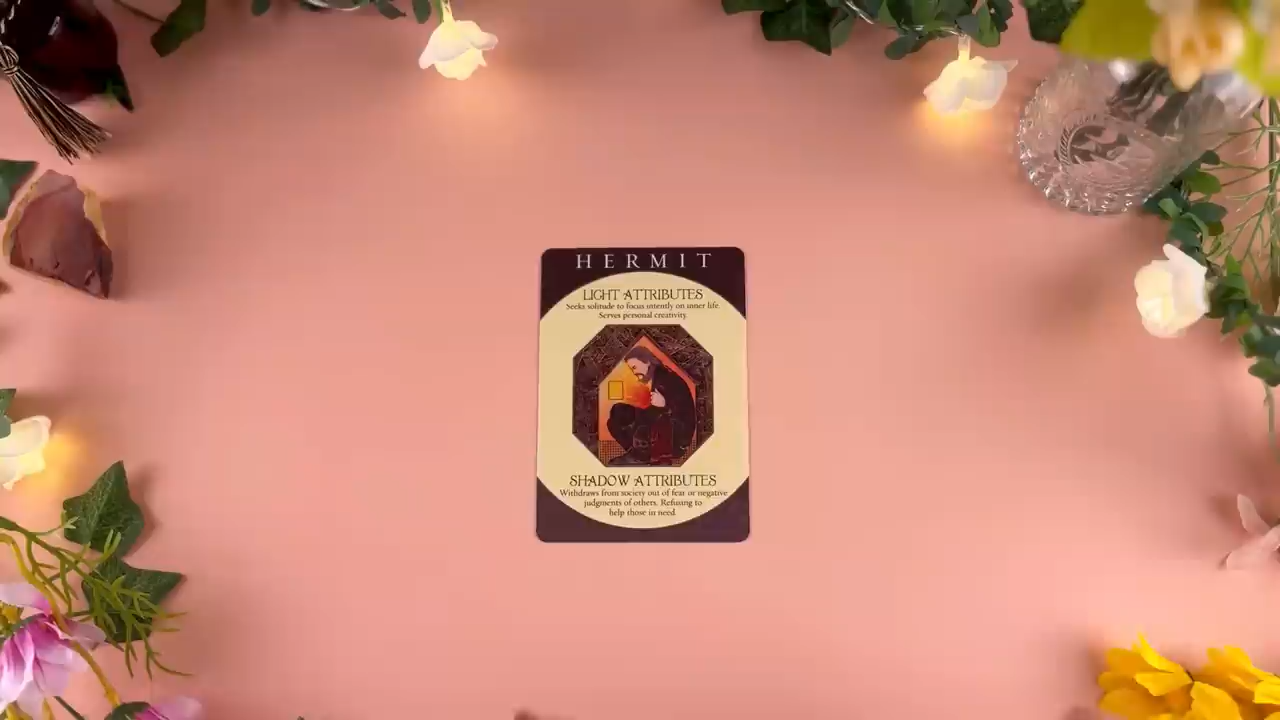 HERMIT
LIGHT ATTRIBUTES
Seeks solitude to focus intently on inner life.
Serves personal creativity.
SHADOW ATTRIBUTES
Withdraws from society out of fear or negative
judgments of others. Refusing to
help those in need.